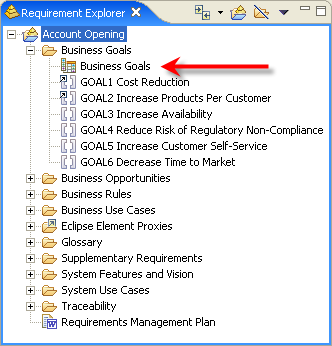 Requirement Explorer
Account Opening
Business Goals
Business Goals
GOAL1 Cost Reduction
GOAL2 Increase Products Per Customer
GOAL3 Increase Availability
GOAL4 Reduce Risk of Regulatory Non-Compliance
GOAL5 Increase Customer Self-Service
GOAL6 Decrease Time to Market
Business Opportunities
Business Rules
Business Use Cases
Eclipse Element Proxies
Glossary
Supplementary Requirements
System Features and Vision
System Use Cases
Traceability
Requirements Management Plan